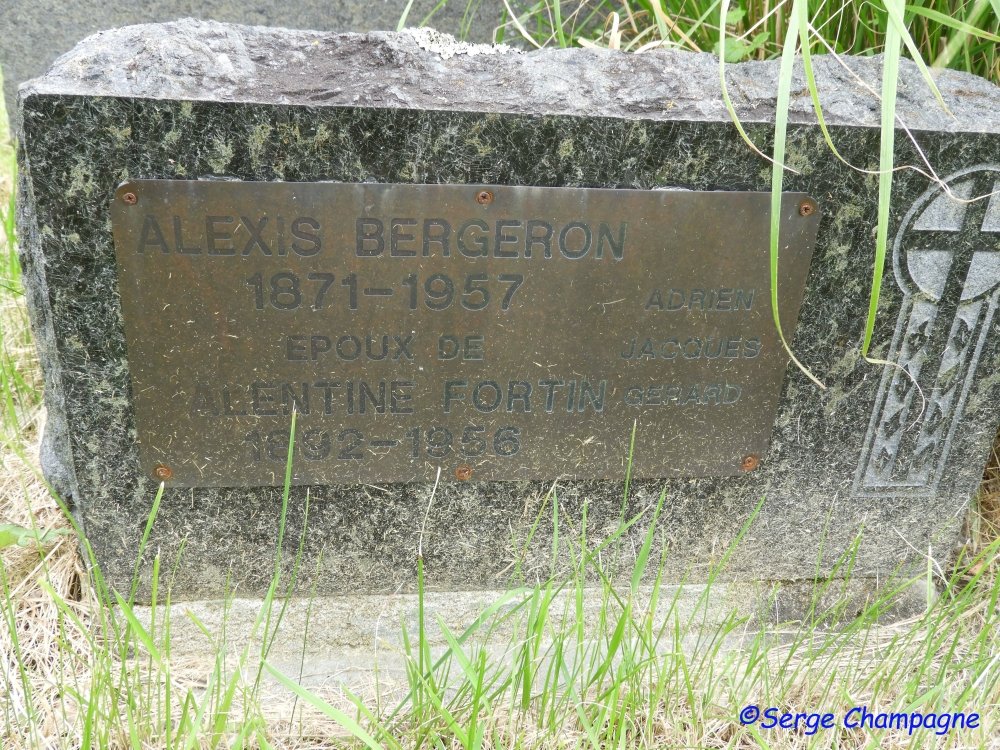 ALEXIS BERGERON
1871-1957
EPOUX DE
ALENTINE FORTIN
1892-1956
ADRIEN
JACQUES
GERARD
©Serge Champagne